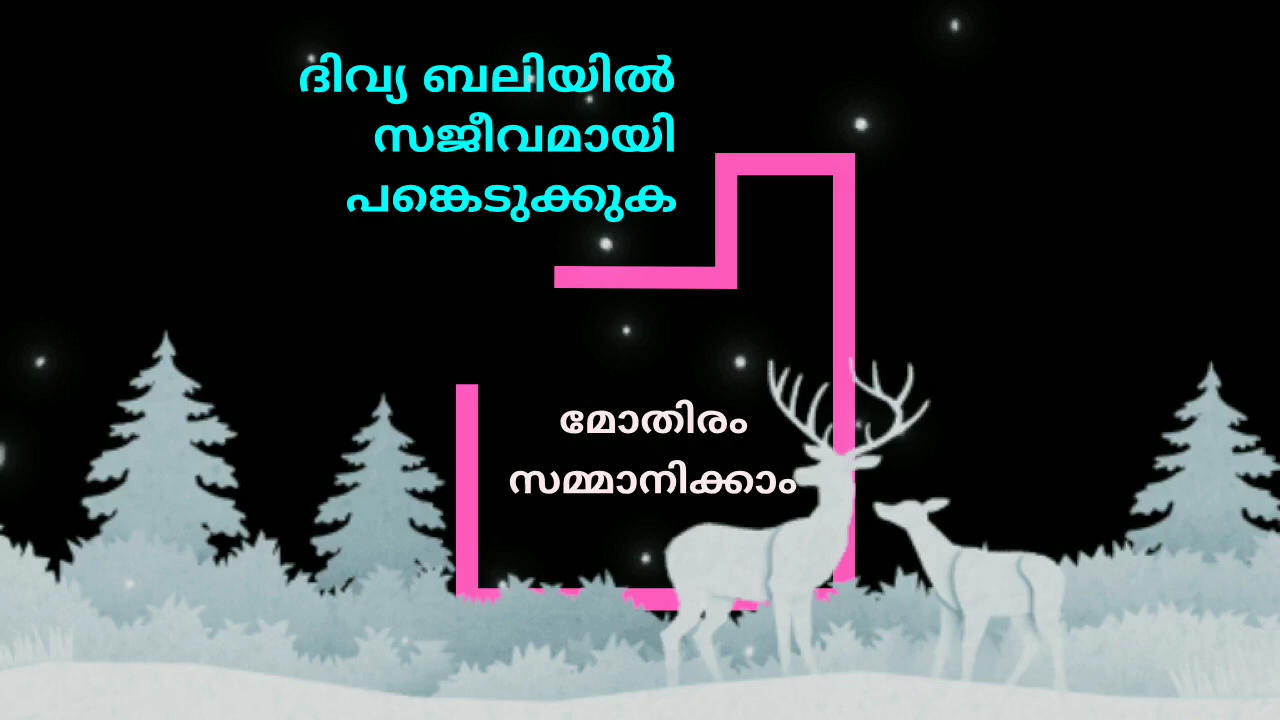 ദിവ്യ ബലിയിൽ
സജീവമായി
പങ്കെടുക്കുക
മോതിരം
സമ്മാനിക്കാം